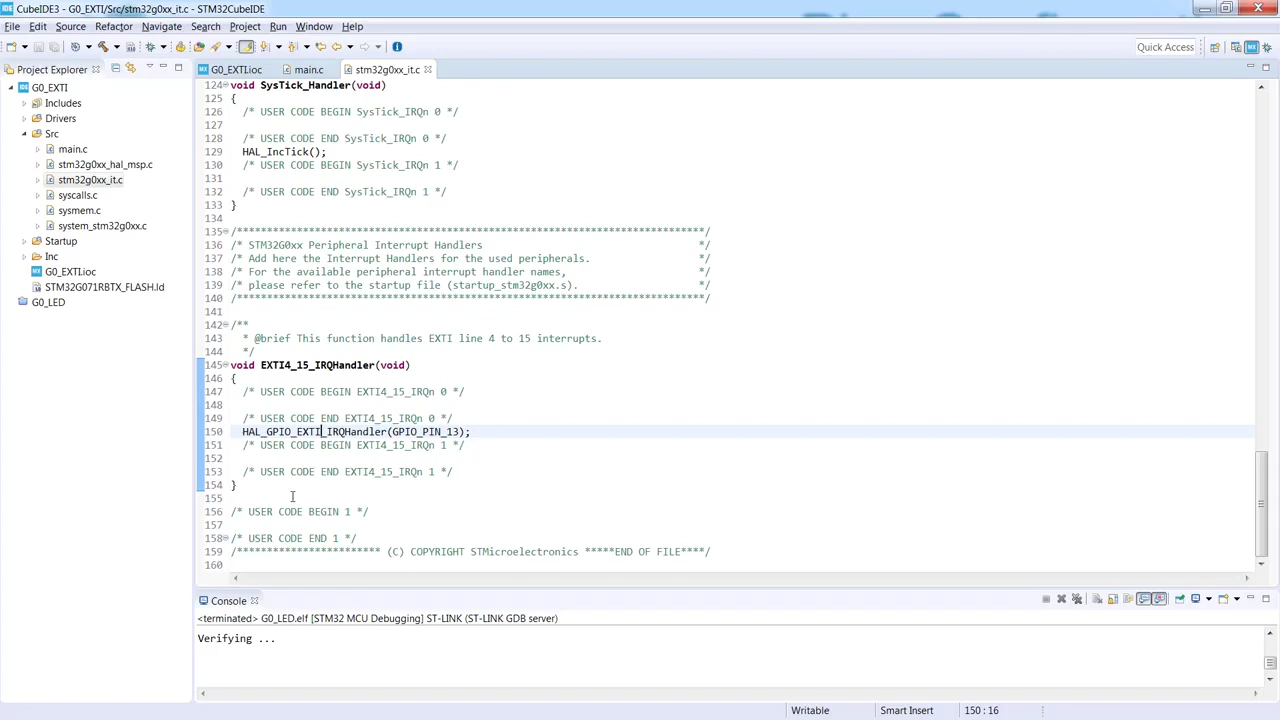 CubeIDE3 - G0_EXTI/Src/stm32g0xx_it.c - STM32CubeIDE
File Edit Source Refactor Navigate Search Project Run Window Help
Quick Access
Project Explorer
G0_EXTI
Includes
Drivers
Src
main.c
stm32g0xx_hal_msp.c
stm32g0xx_it.c
syscalls.c
sysmem.c
system_stm32g0xx.c
Startup
Inc
G0_EXTI.ioc
STM32G071RBTX_FLASH.ld
G0_LED
G0_EXTI.ioc main.c stm32g0xx_it.c
124 void SysTick_Handler(void)
125 {
126 /* USER CODE BEGIN SysTick_IRQn 0 */
127
128 /* USER CODE END SysTick_IRQn 0 */
129 HAL_IncTick();
130 /* USER CODE BEGIN SysTick_IRQn 1 */
131
132 /* USER CODE END SysTick_IRQn 1 */
133 }
134
135 /******************************************************************************/
136 /* STM32G0xx Peripheral Interrupt Handlers */
137 /* Add here the Interrupt Handlers for the used peripherals. */
138 /* For the available peripheral interrupt handler names, */
139 /* please refer to the startup file (startup_stm32g0xx.s). */
140 /******************************************************************************/
141
142 /**
143 * @brief This function handles EXTI line 4 to 15 interrupts.
144 */
145 void EXTI4_15_IRQHandler(void)
146 {
147 /* USER CODE BEGIN EXTI4_15_IRQn 0 */
148
149 /* USER CODE END EXTI4_15_IRQn 0 */
150 HAL_GPIO_EXTI_IRQHandler(GPIO_PIN_13);
151 /* USER CODE BEGIN EXTI4_15_IRQn 1 */
152
153 /* USER CODE END EXTI4_15_IRQn 1 */
154 }
155
156 /* USER CODE BEGIN 1 */
157
158 /* USER CODE END 1 */
159 /************************ (C) COPYRIGHT STMicroelectronics *****END OF FILE****/
160
Console
<terminated> G0_LED.elf [STM32 MCU Debugging] ST-LINK (ST-LINK GDB server)
Verifying ...
Writable Smart Insert 150 : 16